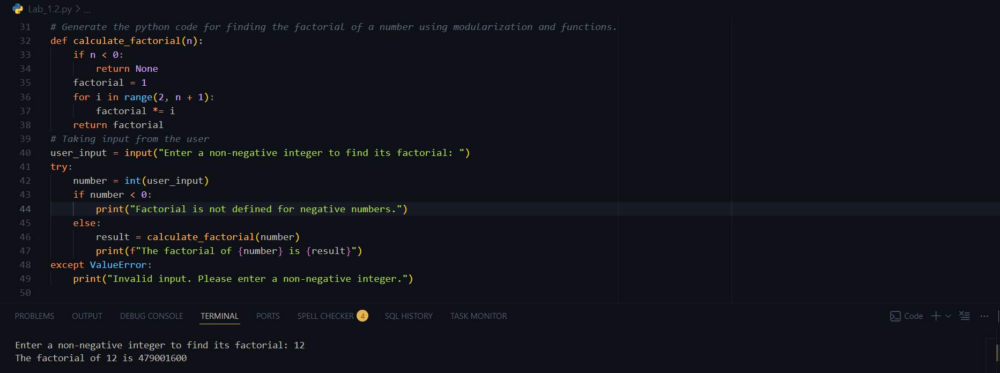 Lab_1.2.py > ...
31 # Generate the python code for finding the factorial of a number using modularization and functions.
32 def calculate_factorial(n):
33     if n < 0:
34         return None
35     factorial = 1
36     for i in range(2, n + 1):
37         factorial *= i
38     return factorial
39 # Taking input from the user
40 user_input = input("Enter a non-negative integer to find its factorial: ")
41 try:
42     number = int(user_input)
43     if number < 0:
44         print("Factorial is not defined for negative numbers.")
45     else:
46         result = calculate_factorial(number)
47         print(f"The factorial of {number} is {result}")
48 except ValueError:
49     print("Invalid input. Please enter a non-negative integer.")
50
PROBLEMS OUTPUT DEBUG CONSOLE TERMINAL PORTS SPELL CHECKER 4 SQL HISTORY TASK MONITOR Code
Enter a non-negative integer to find its factorial: 12
The factorial of 12 is 479001600